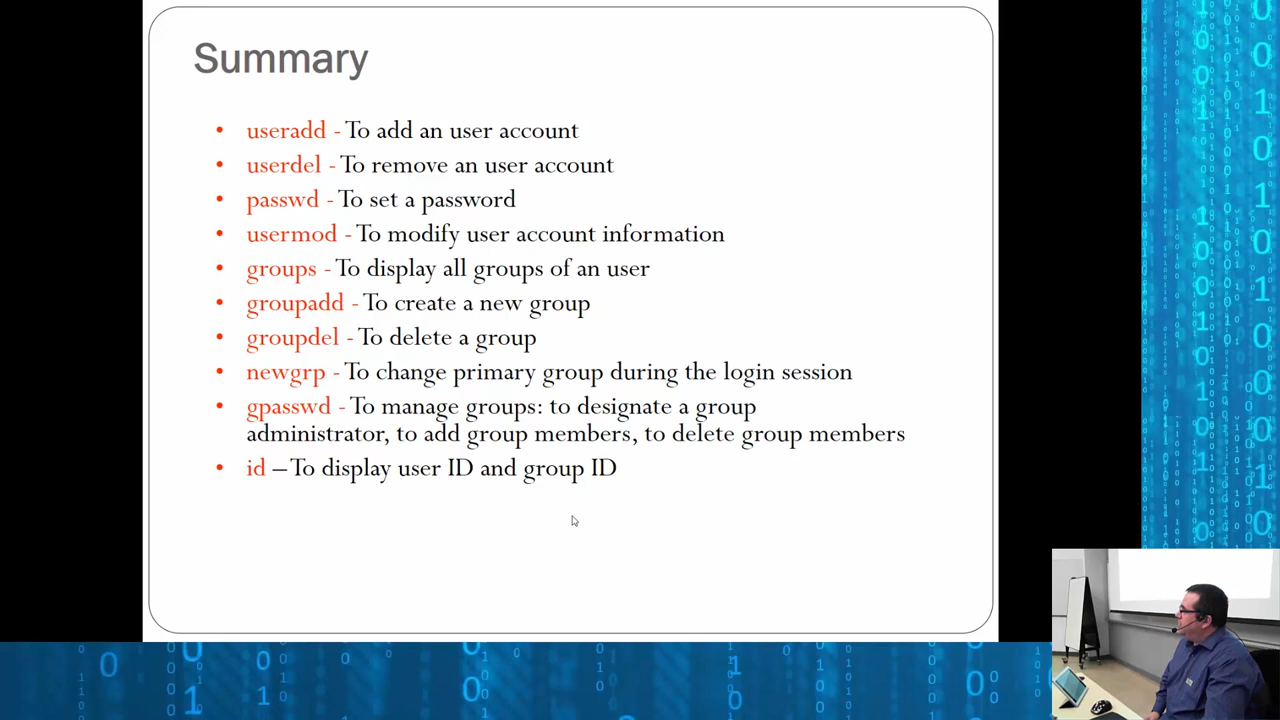 Summary
• useradd - To add an user account
• userdel - To remove an user account
• passwd - To set a password
• usermod - To modify user account information
• groups - To display all groups of an user
• groupadd - To create a new group
• groupdel - To delete a group
• newgrp - To change primary group during the login session
• gpasswd - To manage groups: to designate a group
administrator, to add group members, to delete group members
• id – To display user ID and group ID